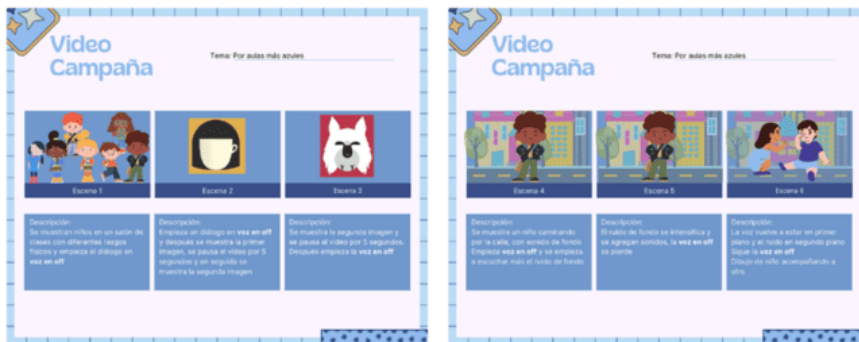 Video
Campaña
Tema: Por aulas más azules
Escena 1
Escena 2
Escena 3
Descripción:
Se muestran niños en un salón de
clases con diferentes rasgos
físicos y empieza el diálogo en
voz en off
Descripción:
Empieza un diálogo en voz en off
y después se muestra la primer
imagen, se pausa el video por 5
segundos y en seguida se
muestra la segunda imagen
Descripción:
Se muestra la segunda imagen y
se pausa el video por 5 segundos.
Después empieza la voz en off
Video
Campaña
Tema: Por aulas más azules
Escena 4
Escena 5
Escena 6
Descripción:
Se muestra un niño caminando
por la calle, con sonido de fondo
Empieza voz en off y se empieza
a escuchar más el ruido de fondo
Descripción:
El ruido de fondo se intensifica y
se agregan sonidos, la voz en off
se pierde
Descripción:
La voz vuelve a estar en primer
plano y el ruido en segundo plano
Sigue la voz en off
Dibujo de niño acompañando a
otro